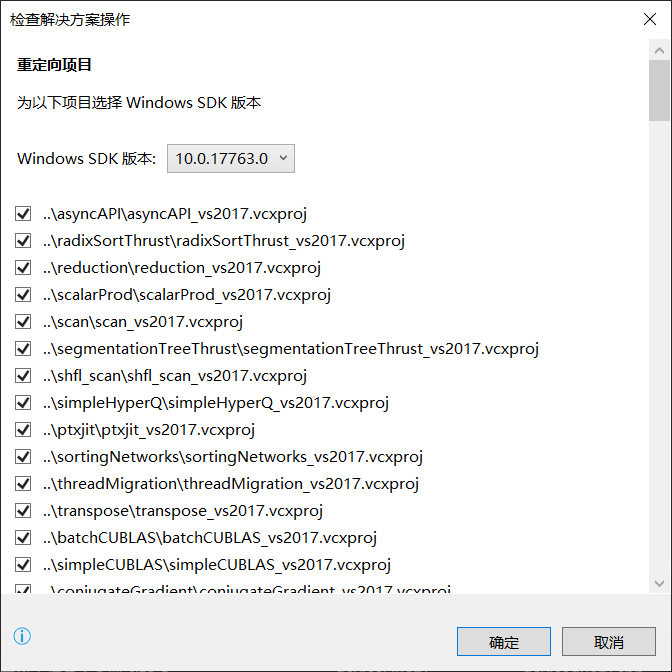 检查解决方案操作
重定向项目
为以下项目选择 Windows SDK 版本
Windows SDK 版本: 10.0.17763.0
..\asyncAPI\asyncAPI_vs2017.vcxproj
..\radixSortThrust\radixSortThrust_vs2017.vcxproj
..\reduction\reduction_vs2017.vcxproj
..\scalarProd\scalarProd_vs2017.vcxproj
..\scan\scan_vs2017.vcxproj
..\segmentationTreeThrust\segmentationTreeThrust_vs2017.vcxproj
..\shfl_scan\shfl_scan_vs2017.vcxproj
..\simpleHyperQ\simpleHyperQ_vs2017.vcxproj
..\ptxjit\ptxjit_vs2017.vcxproj
..\sortingNetworks\sortingNetworks_vs2017.vcxproj
..\threadMigration\threadMigration_vs2017.vcxproj
..\transpose\transpose_vs2017.vcxproj
..\batchCUBLAS\batchCUBLAS_vs2017.vcxproj
..\simpleCUBLAS\simpleCUBLAS_vs2017.vcxproj
..\conjugateGradient\conjugateGradient_vs2017.vcxproj
确定 取消